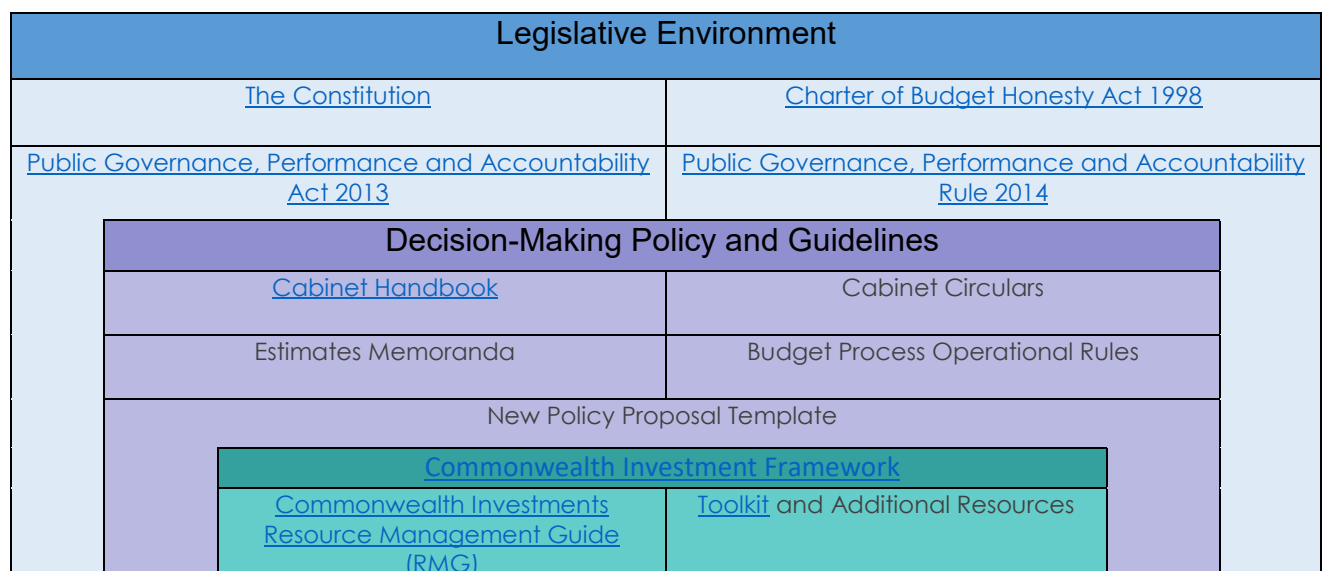 Legislative Environment
The Constitution
Charter of Budget Honesty Act 1998
Public Governance, Performance and Accountability
Act 2013
Public Governance, Performance and Accountability
Rule 2014
Decision-Making Policy and Guidelines
Cabinet Handbook
Cabinet Circulars
Estimates Memoranda
Budget Process Operational Rules
New Policy Proposal Template
Commonwealth Investment Framework
Commonwealth Investments
Resource Management Guide
(RMG)
Toolkit and Additional Resources